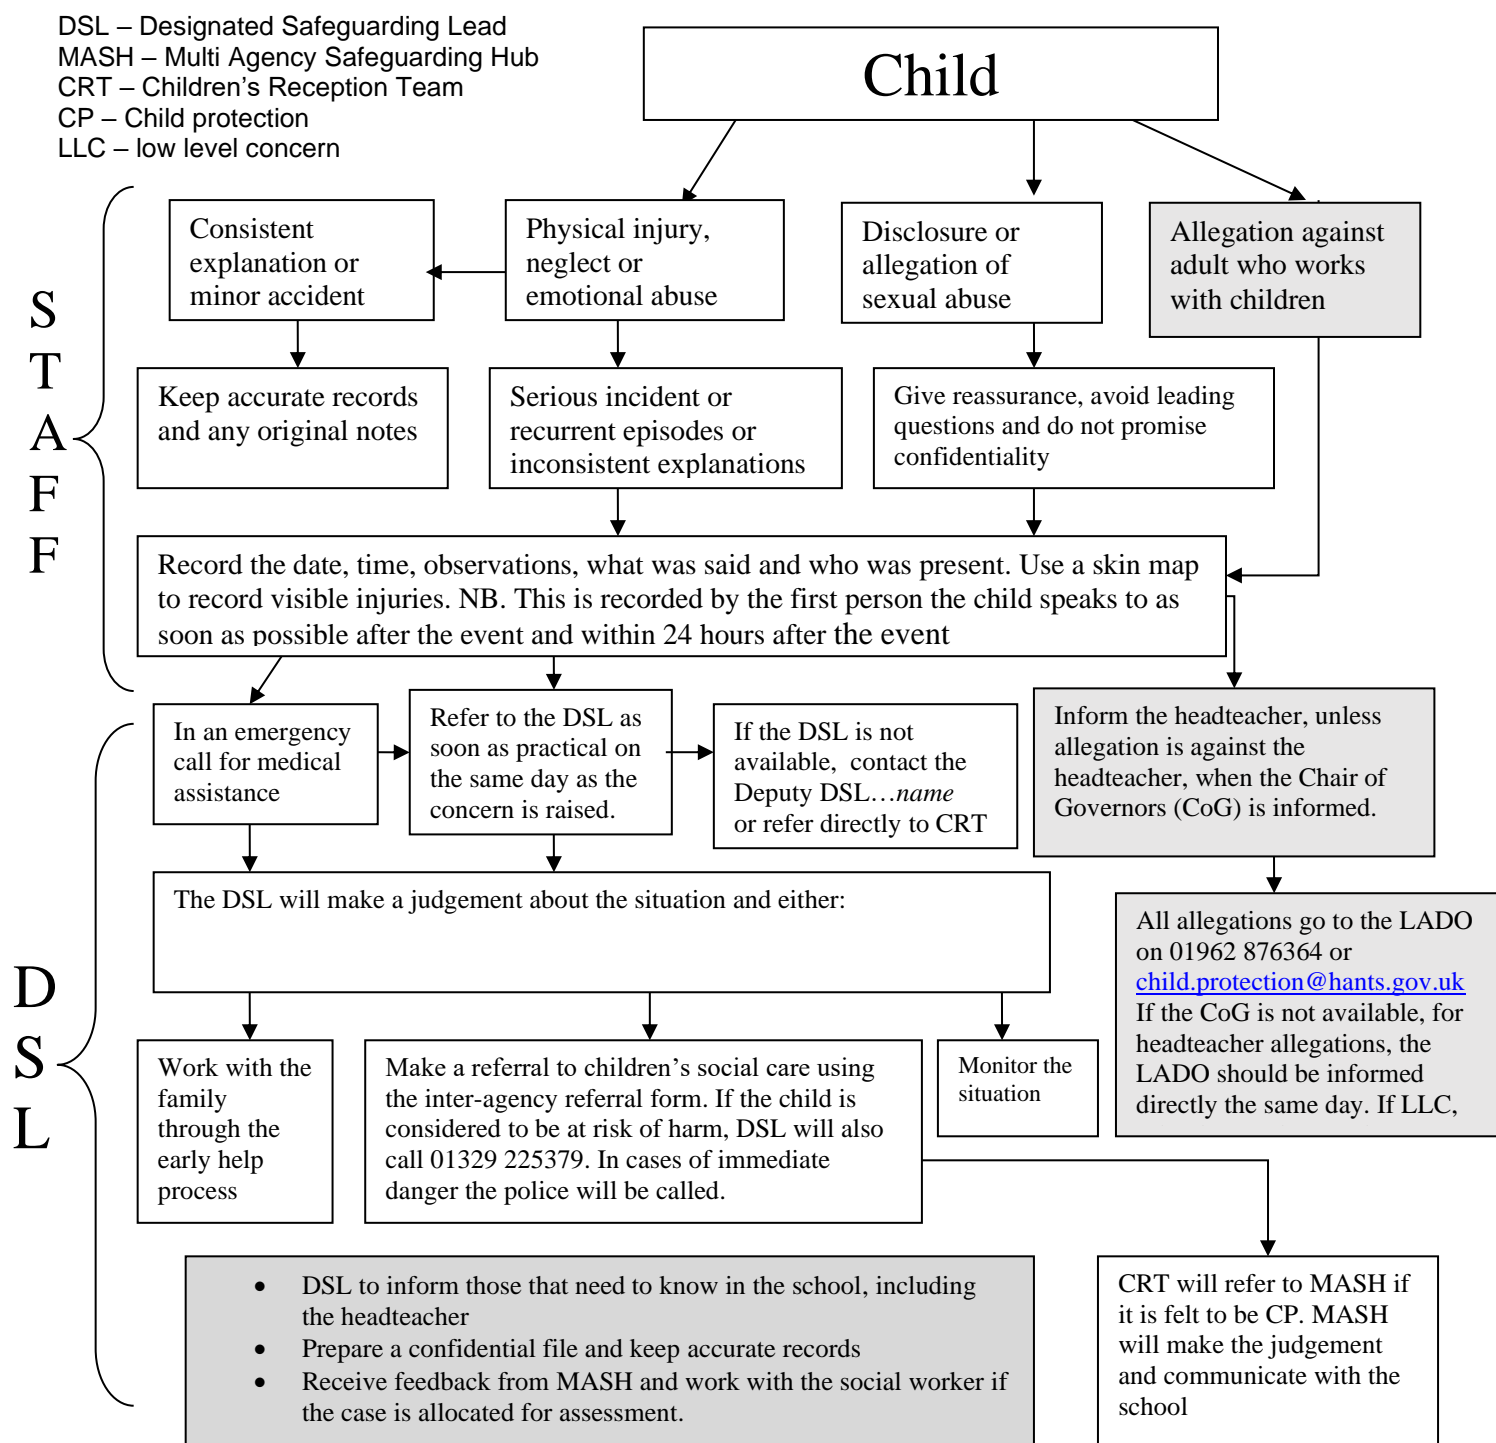 DSL – Designated Safeguarding Lead
MASH – Multi Agency Safeguarding Hub
CRT – Children's Reception Team
CP – Child protection
LLC – low level concern
Child
S
T
A
F
F
Consistent
explanation or
minor accident
Physical injury,
neglect or
emotional abuse
Disclosure or
allegation of
sexual abuse
Allegation against
adult who works
with children
Keep accurate records
and any original notes
Serious incident or
recurrent episodes or
inconsistent explanations
Give reassurance, avoid leading
questions and do not promise
confidentiality
Record the date, time, observations, what was said and who was present. Use a skin map
to record visible injuries. NB. This is recorded by the first person the child speaks to as
soon as possible after the event and within 24 hours after the event
D
S
L
In an emergency
call for medical
assistance
Refer to the DSL as
soon as practical on
the same day as the
concern is raised.
If the DSL is not
available,  contact the
Deputy DSL…name
or refer directly to CRT
Inform the headteacher, unless
allegation is against the
headteacher, when the Chair of
Governors (CoG) is informed.
The DSL will make a judgement about the situation and either:
All allegations go to the LADO
on 01962 876364 or
child.protection@hants.gov.uk
If the CoG is not available, for
headteacher allegations, the
LADO should be informed
directly the same day. If LLC,
Work with the
family
through the
early help
process
Make a referral to children's social care using
the inter-agency referral form. If the child is
considered to be at risk of harm, DSL will also
call 01329 225379. In cases of immediate
danger the police will be called.
Monitor the
situation
• DSL to inform those that need to know in the school, including
the headteacher
• Prepare a confidential file and keep accurate records
• Receive feedback from MASH and work with the social worker if
the case is allocated for assessment.
CRT will refer to MASH if
it is felt to be CP. MASH
will make the judgement
and communicate with the
school